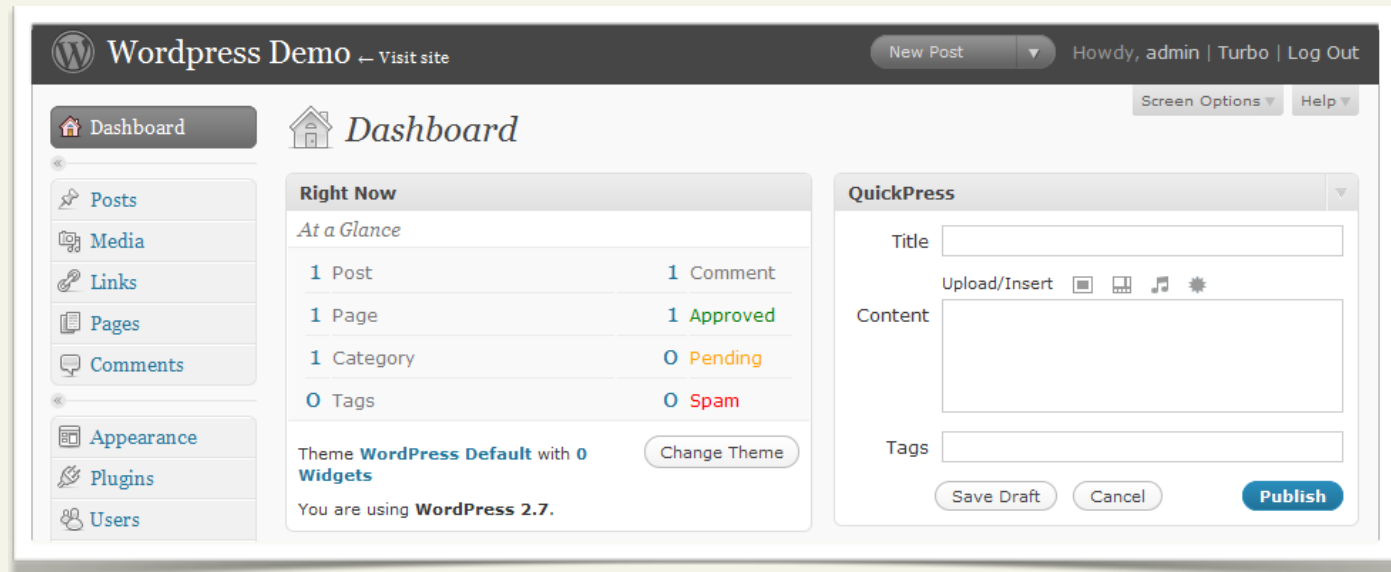 Wordpress Demo ← Visit site
New Post
Howdy, admin | Turbo | Log Out
Screen Options
Help
Dashboard
Posts
Media
Links
Pages
Comments
Appearance
Plugins
Users
Dashboard
Right Now
At a Glance
1 Post
1 Comment
1 Page
1 Approved
1 Category
0 Pending
0 Tags
0 Spam
Theme WordPress Default with 0
Widgets
Change Theme
You are using WordPress 2.7.
QuickPress
Title
Upload/Insert
Content
Tags
Save Draft
Cancel
Publish